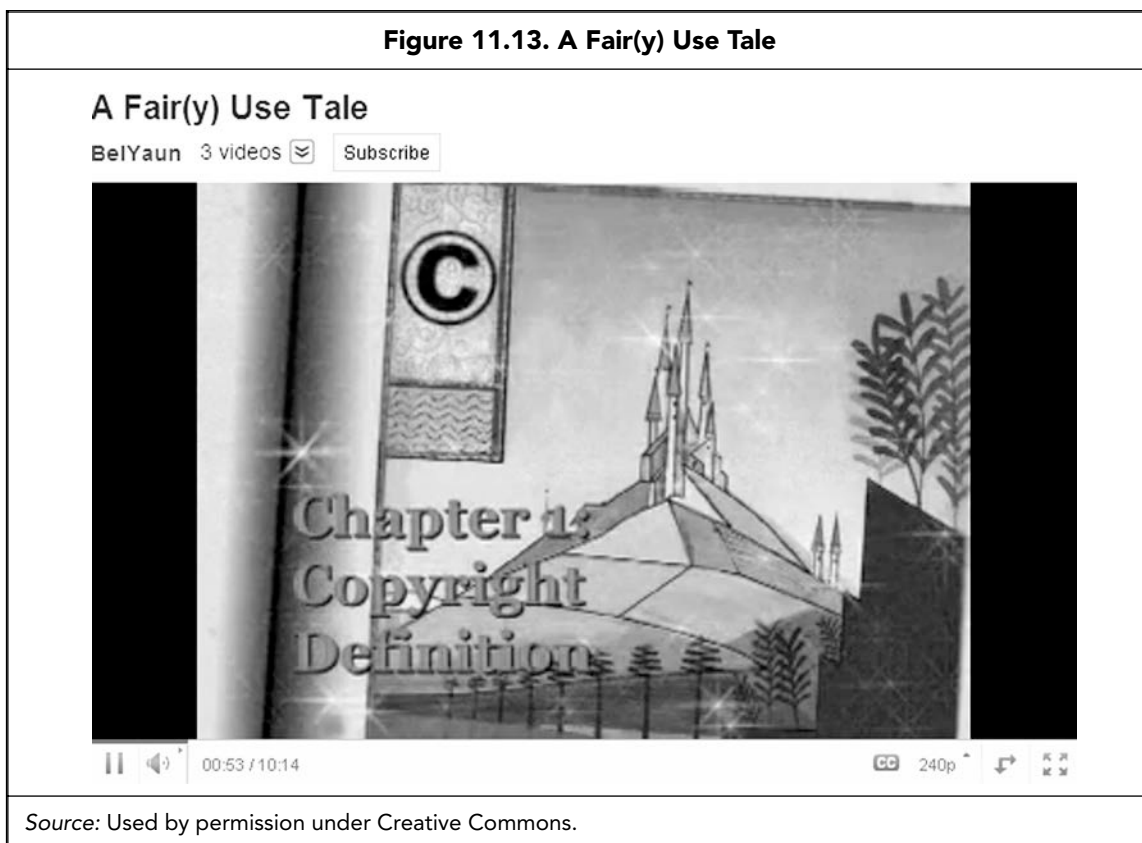 Figure 11.13. A Fair(y) Use Tale
A Fair(y) Use Tale
BelYaun 3 videos Subscribe
©
Chapter 1:
Copyright
Definition
00:53 / 10:14 CC 240p
Source: Used by permission under Creative Commons.